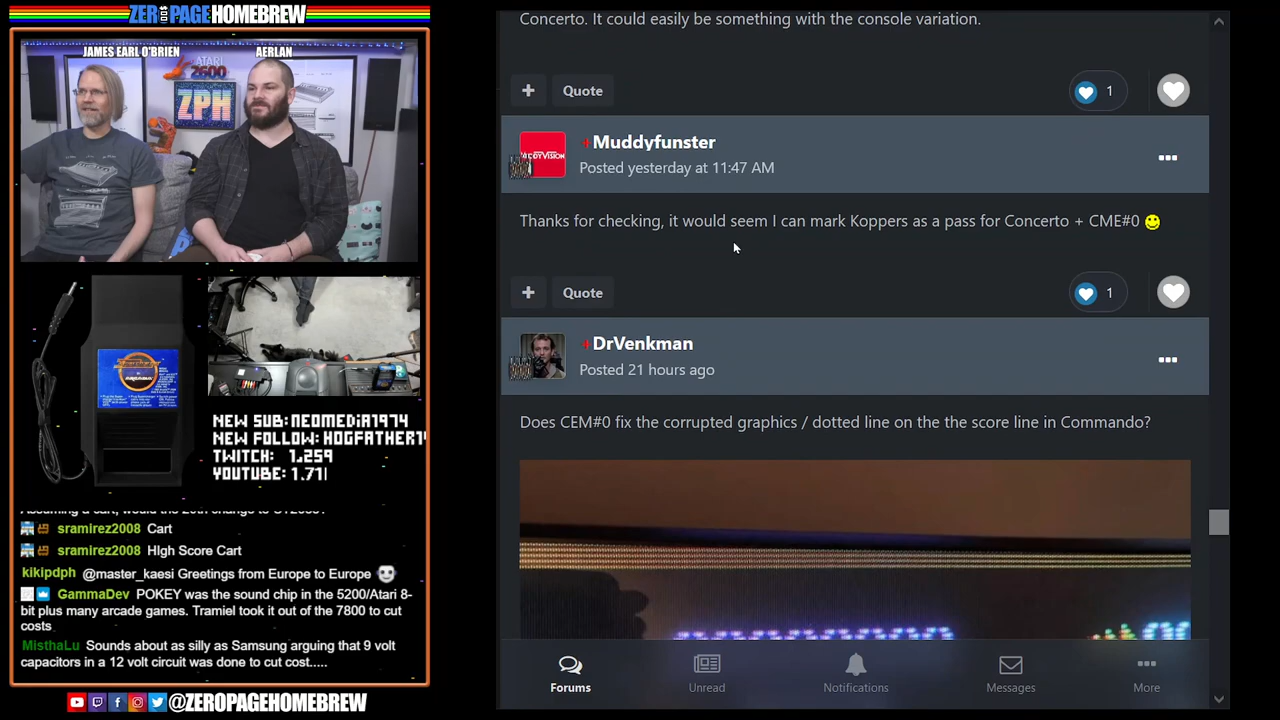 ZER PAGE HOMEBREW
JAMES EARL O'BRIEN
AERLAN
ATARI
2600
ZPH
NEW SUB:NEOMEDIA1974
NEW FOLLOW:HOGFATHER1
TWITCH: 1.259
YOUTUBE: 1.71
sramirez2008 Cart
sramirez2008 HIgh Score Cart
kikipdph @master_kaesi Greetings from Europe to Europe
GammaDev POKEY was the sound chip in the 5200/Atari 8-
bit plus many arcade games. Tramiel took it out of the 7800 to cut
costs
MisthaLu Sounds about as silly as Samsung arguing that 9 volt
capacitors in a 12 volt circuit was done to cut cost.....
@ZEROPAGEHOMEBREW
Concerto. It could easily be something with the console variation.
+ Quote
1
+Muddyfunster
Posted yesterday at 11:47 AM
Thanks for checking, it would seem I can mark Koppers as a pass for Concerto + CME#0
+ Quote
1
+DrVenkman
Posted 21 hours ago
Does CEM#0 fix the corrupted graphics / dotted line on the the score line in Commando?
Forums
Unread
Notifications
Messages
More